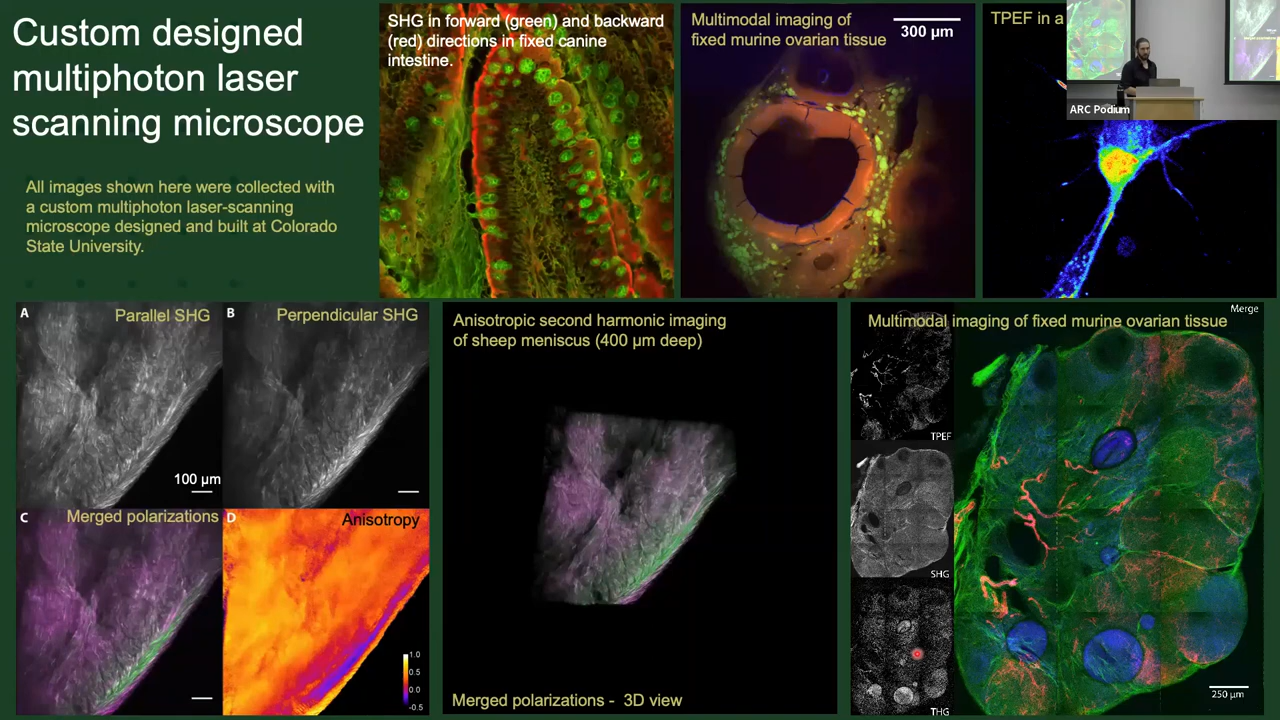 Custom designed
multiphoton laser
scanning microscope
All images shown here were collected with
a custom multiphoton laser-scanning
microscope designed and built at Colorado
State University.
SHG in forward (green) and backward
(red) directions in fixed canine
intestine.
Multimodal imaging of
fixed murine ovarian tissue
300 μm
TPEF in a
ARC Podium
A
Parallel SHG
B
Perpendicular SHG
100 μm
C
Merged polarizations
D
Anisotropy
1.0
0.5
0.0
-0.5
Anisotropic second harmonic imaging
of sheep meniscus (400 μm deep)
Merged polarizations - 3D view
Multimodal imaging of fixed murine ovarian tissue
Merge
TPEF
SHG
THG
250 μm